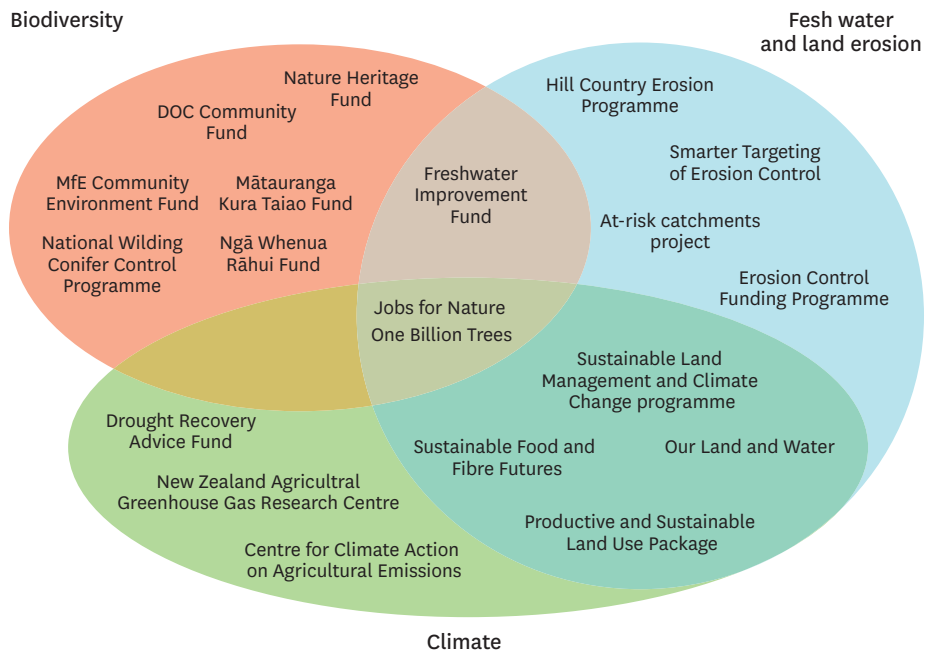 Biodiversity
Fesh water
and land erosion
Nature Heritage
Fund
DOC Community
Fund
MfE Community
Environment Fund
Mātauranga
Kura Taiao Fund
National Wilding
Conifer Control
Programme
Ngā Whenua
Rāhui Fund
Freshwater
Improvement
Fund
Hill Country Erosion
Programme
Smarter Targeting
of Erosion Control
At-risk catchments
project
Erosion Control
Funding Programme
Jobs for Nature
One Billion Trees
Sustainable Land
Management and Climate
Change programme
Sustainable Food and
Fibre Futures
Our Land and Water
Productive and Sustainable
Land Use Package
Drought Recovery
Advice Fund
New Zealand Agricultral
Greenhouse Gas Research Centre
Centre for Climate Action
on Agricultural Emissions
Climate